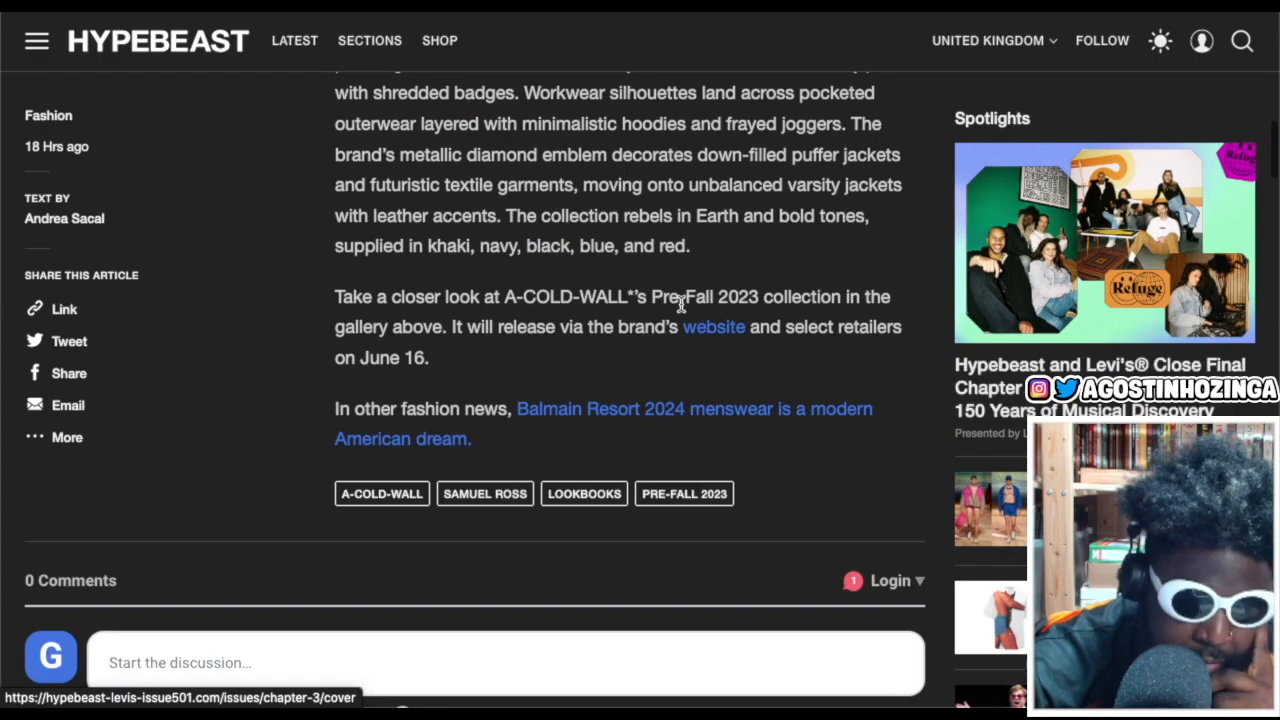 HYPEBEAST
LATEST
SECTIONS
SHOP
UNITED KINGDOM
FOLLOW
Fashion
18 Hrs ago
TEXT BY
Andrea Sacal
SHARE THIS ARTICLE
Link
Tweet
Share
Email
More
with shredded badges. Workwear silhouettes land across pocketed
outerwear layered with minimalistic hoodies and frayed joggers. The
brand's metallic diamond emblem decorates down-filled puffer jackets
and futuristic textile garments, moving onto unbalanced varsity jackets
with leather accents. The collection rebels in Earth and bold tones,
supplied in khaki, navy, black, blue, and red.
Take a closer look at A-COLD-WALL*'s Pre-Fall 2023 collection in the
gallery above. It will release via the brand's website and select retailers
on June 16.
In other fashion news, Balmain Resort 2024 menswear is a modern
American dream.
A-COLD-WALL
SAMUEL ROSS
LOOKBOOKS
PRE-FALL 2023
0 Comments
1
Login
G
Start the discussion...
https://hypebeast-levis-issue501.com/issues/chapter-3/cover
Spotlights
Refuge
Hypebeast and Levi's® Close Final
Chapter
AGOSTINHOZINGA
150 Years of Musical Discovery
Presented by